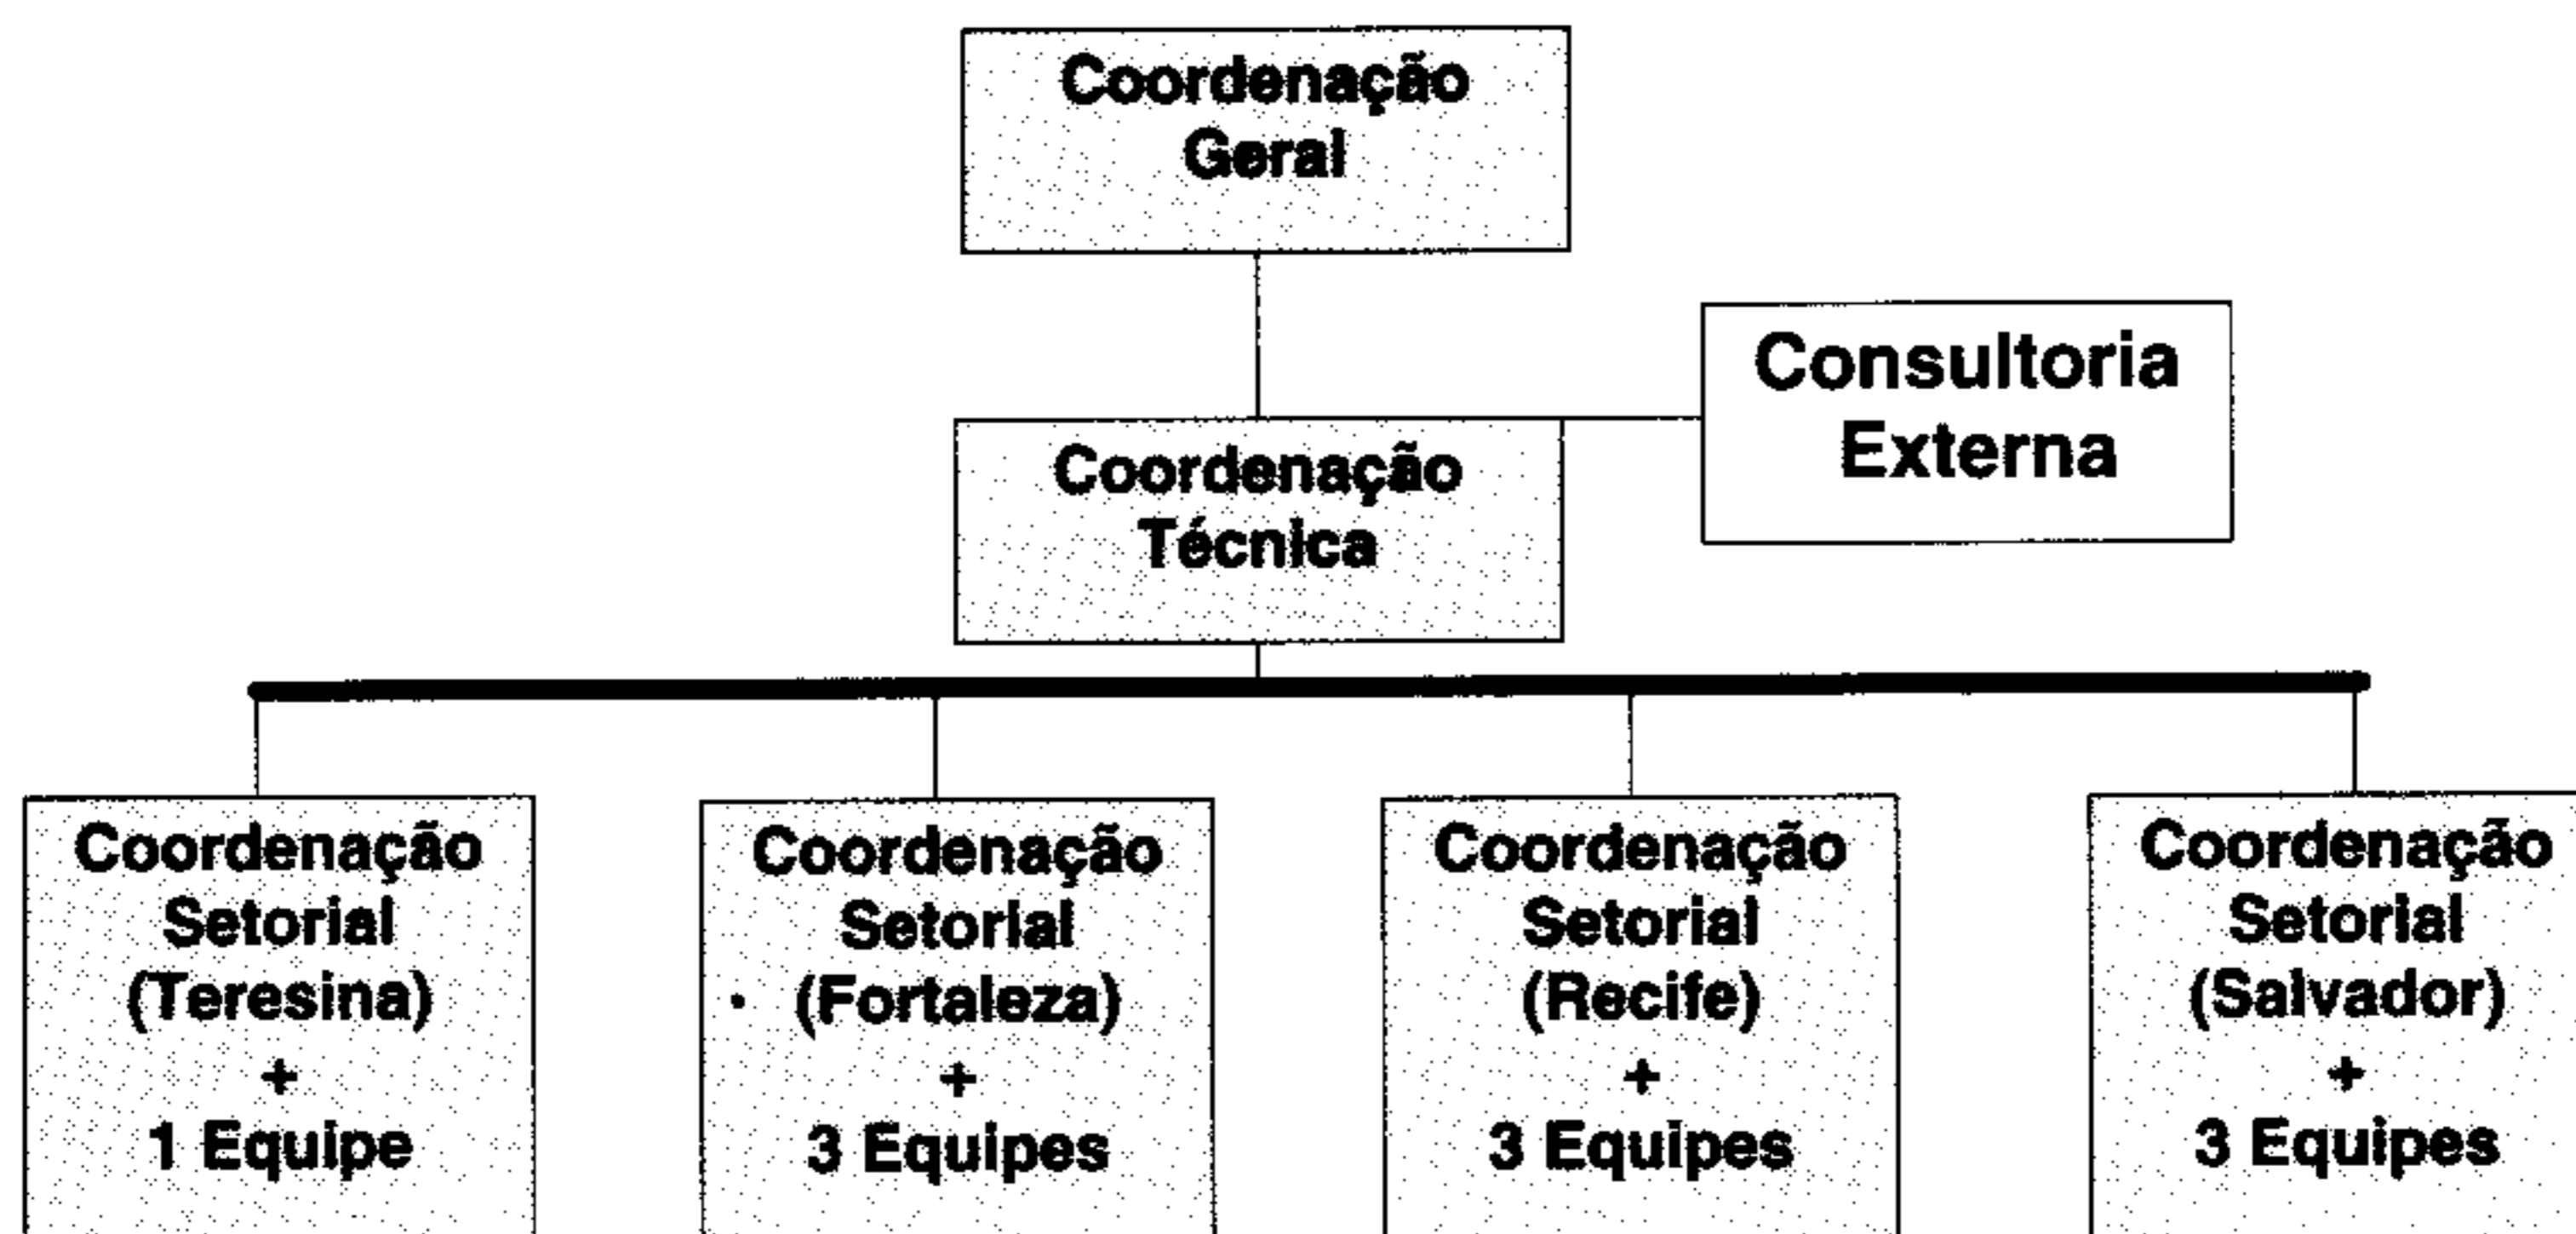 Coordenação
Geral
Consultoria
Externa
Coordenação
Técnica
Coordenação
Setorial
(Teresina)
+
1 Equipe
Coordenação
Setorial
(Fortaleza)
+
3 Equipes
Coordenação
Setorial
(Recife)
+
3 Equipes
Coordenação
Setorial
(Salvador)
+
3 Equipes